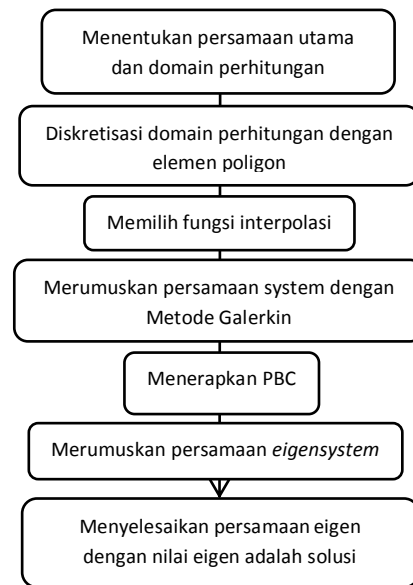 Menentukan persamaan utama
dan domain perhitungan
Diskretisasi domain perhitungan dengan
elemen poligon
Memilih fungsi interpolasi
Merumuskan persamaan system dengan
Metode Galerkin
Menerapkan PBC
Merumuskan persamaan eigensystem
Menyelesaikan persamaan eigen
dengan nilai eigen adalah solusi